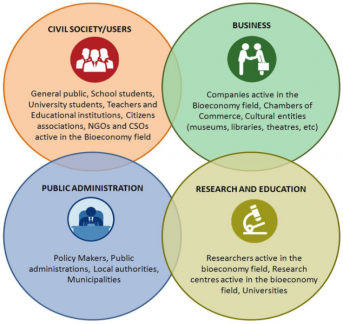 CIVIL SOCIETY/USERS
General public, School students,
University students, Teachers and
Educational institutions, Citizens
associations, NGOs and CSOs
active in the Bioeconomy field
BUSINESS
Companies active in the
Bioeconomy field, Chambers of
Commerce, Cultural entities
(museums, libraries, theatres, etc)
PUBLIC ADMINISTRATION
Policy Makers, Public
administrations, Local authorities,
Municipalities
RESEARCH AND EDUCATION
Researchers active in the
bioeconomy field, Research
centres active in the bioeconomy
field, Universities